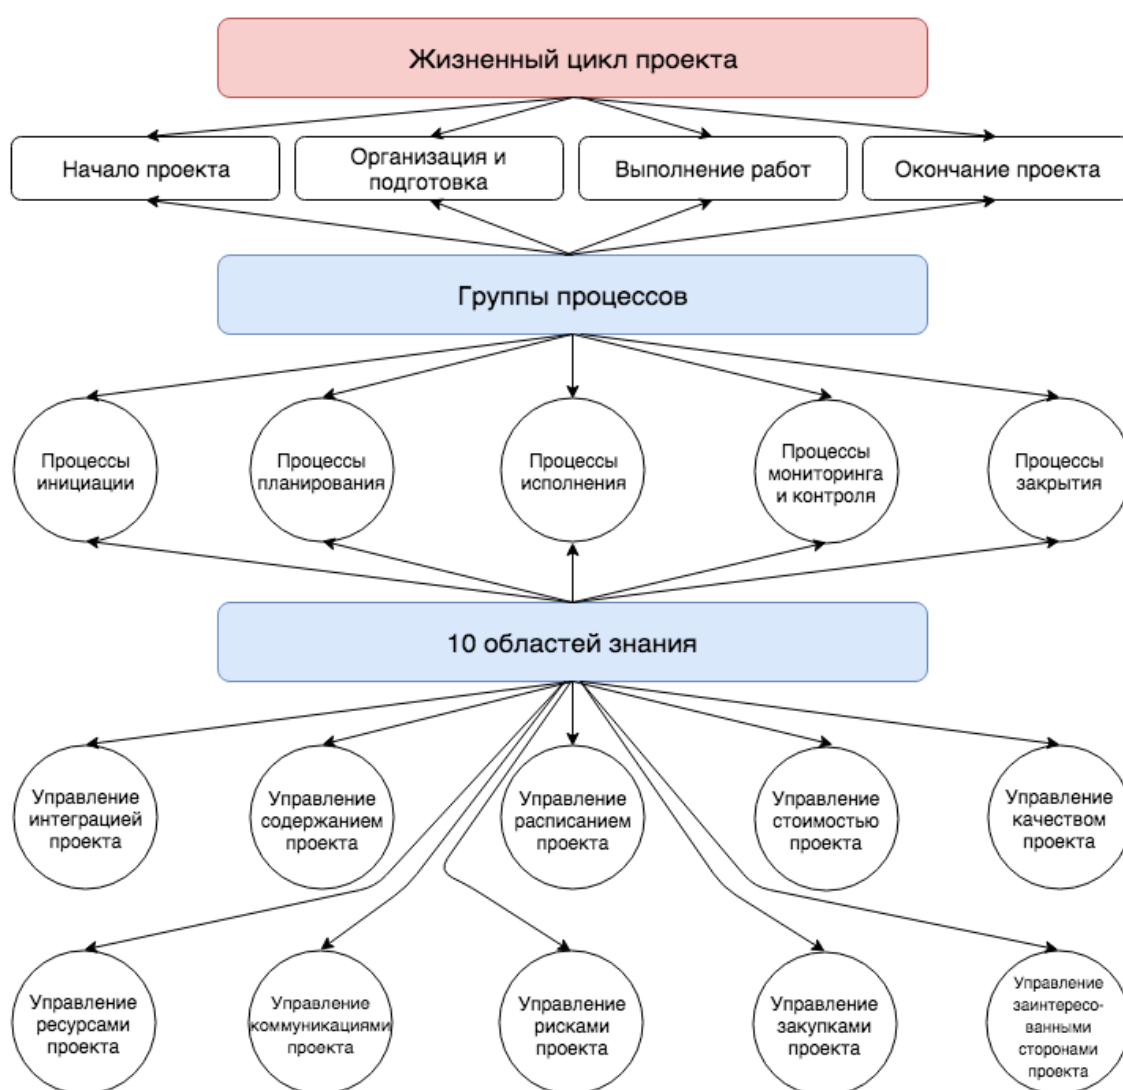 Жизненный цикл проекта
Начало проекта
Организация и
подготовка
Выполнение работ
Окончание проекта
Группы процессов
Процессы
инициации
Процессы
планирования
Процессы
исполнения
Процессы
мониторинга
и контроля
Процессы
закрытия
10 областей знания
Управление
интеграцией
проекта
Управление
содержанием
проекта
Управление
расписанием
проекта
Управление
стоимостью
проекта
Управление
качеством
проекта
Управление
ресурсами
проекта
Управление
коммуникациями
проекта
Управление
рисками
проекта
Управление
закупками
проекта
Управление
заинтересо-
ванными
сторонами
проекта